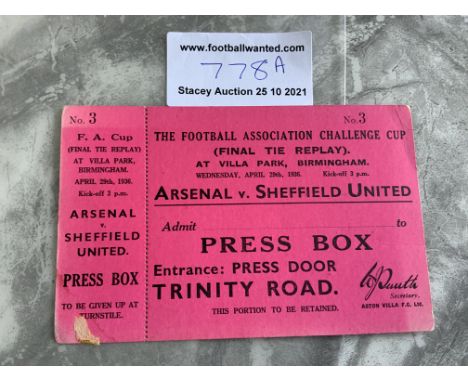 www.footballwanted.com
778A
Stacey Auction 25 10 2021
No. 3
F. A. Cup
(FINAL TIE REPLAY)
AT VILLA PARK,
BIRMINGHAM.
APRIL 29th, 1936.
Kick-off 3 p.m.
ARSENAL
v.
SHEFFIELD
UNITED.
PRESS BOX
TO BE GIVEN UP AT
TURNSTILE.
No. 3
THE FOOTBALL ASSOCIATION CHALLENGE CUP
(FINAL TIE REPLAY).
AT VILLA PARK, BIRMINGHAM.
WEDNESDAY, APRIL 29th, 1936. Kick-off 3 p.m.
ARSENAL v. SHEFFIELD UNITED
Admit to
PRESS BOX
Entrance: PRESS DOOR
TRINITY ROAD.
Secretary.
ASTON VILLA F.C. Ltd.
THIS PORTION TO BE RETAINED.